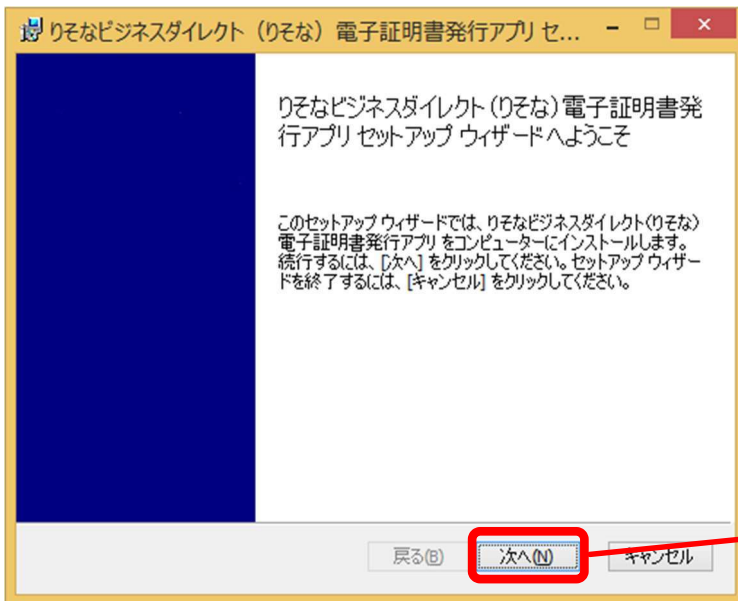 りそなビジネスダイレクト（りそな）電子証明書発行アプリ セ...
りそなビジネスダイレクト（りそな）電子証明書発
行アプリ セットアップ ウィザードへようこそ
このセットアップ ウィザードでは、りそなビジネスダイレクト(りそな)
電子証明書発行アプリ をコンピューターにインストールします。
続行するには、[次へ] をクリックしてください。セットアップ ウィザー
ドを終了するには、[キャンセル] をクリックしてください。
戻る(B) 次へ(N) キャンセル